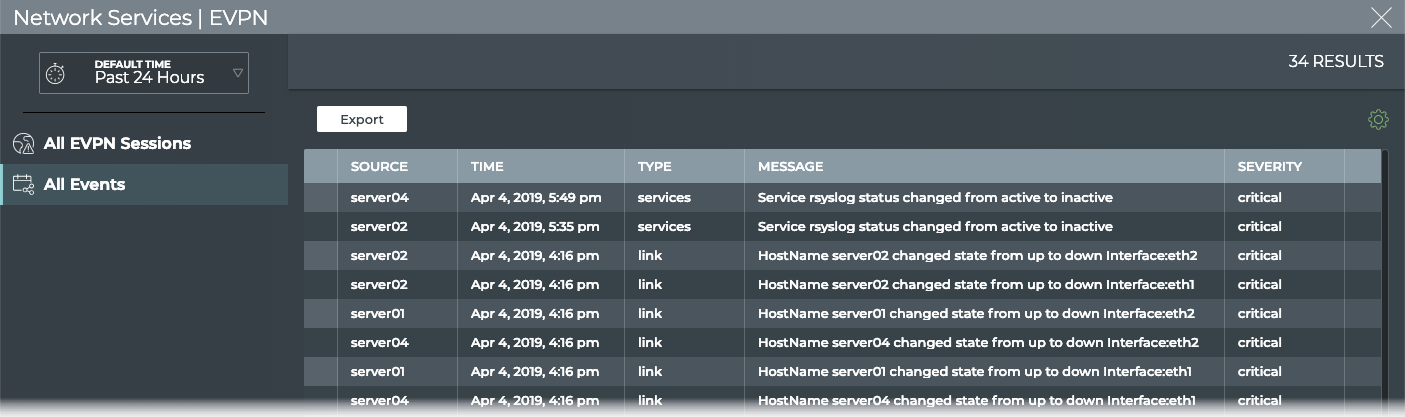 Network Services | EVPN
DEFAULT TIME
Past 24 Hours
34 RESULTS
All EVPN Sessions
All Events
Export
SOURCE TIME TYPE MESSAGE SEVERITY
server04 Apr 4, 2019, 5:49 pm services Service rsyslog status changed from active to inactive critical
server02 Apr 4, 2019, 5:35 pm services Service rsyslog status changed from active to inactive critical
server02 Apr 4, 2019, 4:16 pm link HostName server02 changed state from up to down Interface:eth2 critical
server02 Apr 4, 2019, 4:16 pm link HostName server02 changed state from up to down Interface:eth1 critical
server01 Apr 4, 2019, 4:16 pm link HostName server01 changed state from up to down Interface:eth2 critical
server04 Apr 4, 2019, 4:16 pm link HostName server04 changed state from up to down Interface:eth2 critical
server01 Apr 4, 2019, 4:16 pm link HostName server01 changed state from up to down Interface:eth1 critical
server04 Apr 4, 2019, 4:16 pm link HostName server04 changed state from up to down Interface:eth1 critical